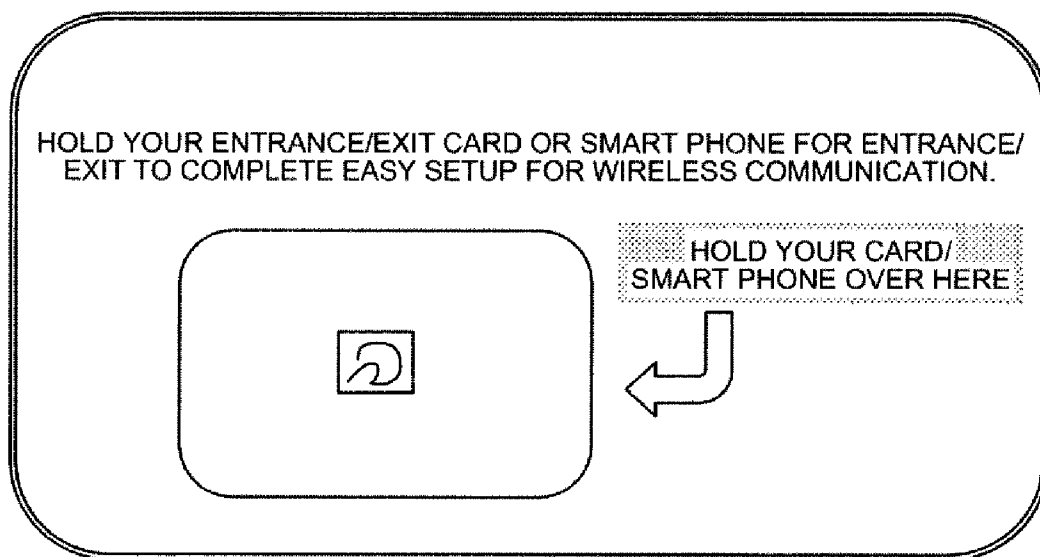 HOLD YOUR ENTRANCE/EXIT CARD OR SMART PHONE FOR ENTRANCE/
EXIT TO COMPLETE EASY SETUP FOR WIRELESS COMMUNICATION.
HOLD YOUR CARD/
SMART PHONE OVER HERE